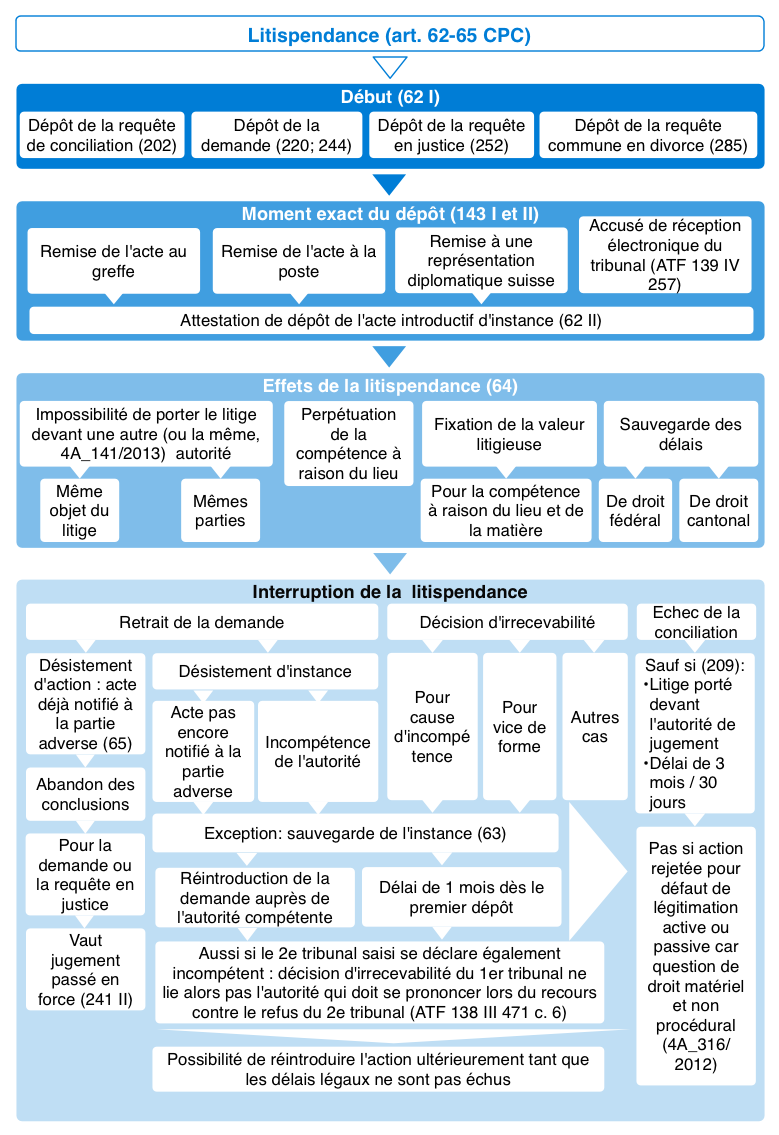 Litispendance (art. 62-65 CPC)
Début (62 I)
Dépôt de la requête
de conciliation (202)
Dépôt de la
demande (220; 244)
Dépôt de la requête
en justice (252)
Dépôt de la requête
commune en divorce (285)
Moment exact du dépôt (143 I et II)
Remise de l'acte au
greffe
Remise de l'acte à la
poste
Remise à une
représentation
diplomatique suisse
Accusé de réception
électronique du
tribunal (ATF 139 IV
257)
Attestation de dépôt de l'acte introductif d'instance (62 II)
Effets de la litispendance (64)
Impossibilité de porter le litige
devant une autre (ou la même,
4A_141/2013) autorité
Même
objet du
litige
Mêmes
parties
Perpétuation
de la
compétence à
raison du lieu
Fixation de la valeur
litigieuse
Pour la compétence
à raison du lieu et de
la matière
Sauvegarde des
délais
De droit
fédéral
De droit
cantonal
Interruption de la litispendance
Retrait de la demande
Désistement
d'action : acte
déjà notifié à
la partie
adverse (65)
Abandon des
conclusions
Pour la
demande ou
la requête en
justice
Vaut
jugement
passé en
force (241 II)
Désistement d'instance
Acte pas
encore
notifié à la
partie
adverse
Incompétence
de l'autorité
Décision d'irrecevabilité
Pour
cause
d'incompé
tence
Pour
vice de
forme
Autres
cas
Exception: sauvegarde de l'instance (63)
Réintroduction de la
demande auprès de
l'autorité compétente
Délai de 1 mois dès le
premier dépôt
Aussi si le 2e tribunal saisi se déclare également
incompétent : décision d'irrecevabilité du 1er tribunal ne
lie alors pas l'autorité qui doit se prononcer lors du recours
contre le refus du 2e tribunal (ATF 138 III 471 c. 6)
Possibilité de réintroduire l'action ultérieurement tant que
les délais légaux ne sont pas échus
Echec de la
conciliation
Sauf si (209):
•Litige porté
devant
l'autorité de
jugement
•Délai de 3
mois / 30
jours
Pas si action
rejetée pour
défaut de
légitimation
active ou
passive car
question de
droit matériel
et non
procédural
(4A_316/
2012)